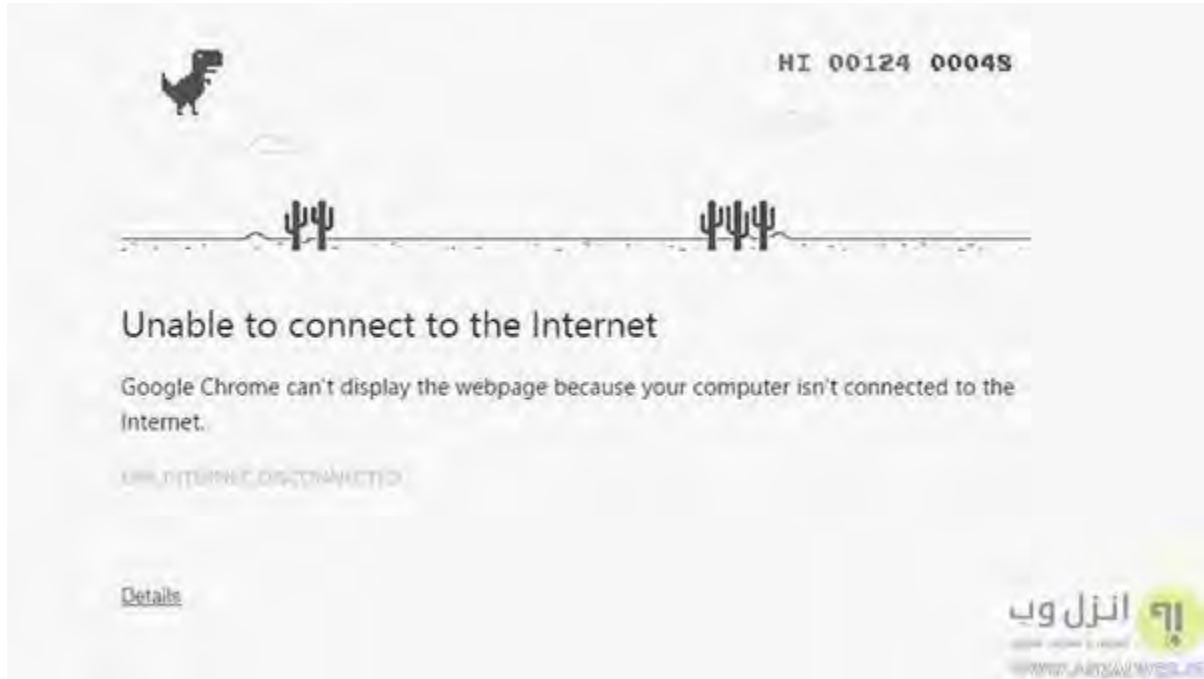 HI 00124 00048
Unable to connect to the Internet
Google Chrome can't display the webpage because your computer isn't connected to the
Internet.
ERR_INTERNET_DISCONNECTED
Details
انزل وب